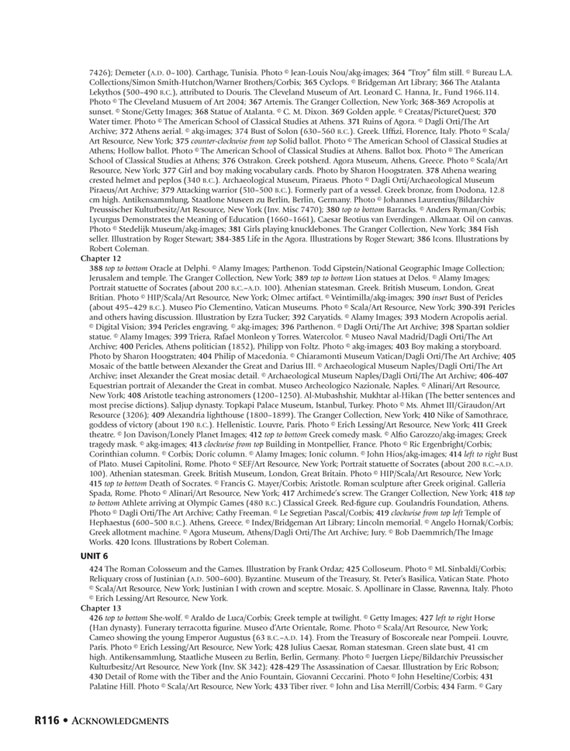 7426); Demeter (A.D. 0–100). Carthage, Tunisia. Photo © Jean-Louis Nou/akg-images; 364 "Troy" film still. © Bureau L.A.
Collections/Simon Smith-Hutchon/Warner Brothers/Corbis; 365 Cyclops. © Bridgeman Art Library; 366 The Atalanta
Lekythos (500–490 B.C.), attributed to Douris. The Cleveland Museum of Art. Leonard C. Hanna, Jr., Fund 1966.114.
Photo © The Cleveland Musuem of Art 2004; 367 Artemis. The Granger Collection, New York; 368-369 Acropolis at
sunset. © Stone/Getty Images; 368 Statue of Atalanta. © C. M. Dixon. 369 Golden apple. © Creatas/PictureQuest; 370
Water timer. Photo © The American School of Classical Studies at Athens. 371 Ruins of Agora. © Dagli Orti/The Art
Archive; 372 Athens aerial. © akg-images; 374 Bust of Solon (630–560 B.C.). Greek. Uffizi, Florence, Italy. Photo © Scala/
Art Resource, New York; 375 counter-clockwise from top Solid ballot. Photo © The American School of Classical Studies at
Athens; Hollow ballot. Photo © The American School of Classical Studies at Athens. Ballot box. Photo © The American
School of Classical Studies at Athens; 376 Ostrakon. Greek potsherd. Agora Museum, Athens, Greece. Photo © Scala/Art
Resource, New York; 377 Girl and boy making vocabulary cards. Photo by Sharon Hoogstraten. 378 Athena wearing
crested helmet and peplos (340 B.C.). Archaeological Museum, Piraeus. Photo © Dagli Orti/Archaeological Museum
Piraeus/Art Archive; 379 Attacking warrior (510–500 B.C.). Formerly part of a vessel. Greek bronze, from Dodona, 12.8
cm high. Antikensammlung, Staatlone Museen zu Berlin, Berlin, Germany. Photo © Johannes Laurentius/Bildarchiv
Preussischer Kulturbesitz/Art Resource, New York (Inv. Misc 7470); 380 top to bottom Barracks. © Anders Ryman/Corbis;
Lycurgus Demonstrates the Meaning of Education (1660–1661), Caesar Beotius van Everdingen. Alkmaar. Oil on canvas.
Photo © Stedelijk Museum/akg-images; 381 Girls playing knucklebones. The Granger Collection, New York; 384 Fish
seller. Illustration by Roger Stewart; 384-385 Life in the Agora. Illustrations by Roger Stewart; 386 Icons. Illustrations by
Robert Coleman.
Chapter 12
388 top to bottom Oracle at Delphi. © Alamy Images; Parthenon. Todd Gipstein/National Geographic Image Collection;
Jerusalem and temple. The Granger Collection, New York; 389 top to bottom Lion statues at Delos. © Alamy Images;
Portrait statuette of Socrates (about 200 B.C.–A.D. 100). Athenian statesman. Greek. British Museum, London, Great
Britian. Photo © HIP/Scala/Art Resource, New York; Olmec artifact. © Veintimilla/akg-images; 390 inset Bust of Pericles
(about 495–429 B.C.). Museo Pio Clementino, Vatican Museums. Photo © Scala/Art Resource, New York; 390-391 Pericles
and others having discussion. Illustration by Ezra Tucker; 392 Caryatids. © Alamy Images; 393 Modern Acropolis aerial.
© Digital Vision; 394 Pericles engraving. © akg-images; 396 Parthenon. © Dagli Orti/The Art Archive; 398 Spartan soldier
statue. © Alamy Images; 399 Triera, Rafael Monleon y Torres. Watercolor. © Museo Naval Madrid/Dagli Orti/The Art
Archive; 400 Pericles, Athens politician (1852), Philipp von Foltz. Photo © akg-images; 403 Boy making a storyboard.
Photo by Sharon Hoogstraten; 404 Philip of Macedonia. © Chiaramonti Museum Vatican/Dagli Orti/The Art Archive; 405
Mosaic of the battle between Alexander the Great and Darius III. © Archaeological Museum Naples/Dagli Orti/The Art
Archive; inset Alexander the Great mosiac detail. © Archaeological Museum Naples/Dagli Orti/The Art Archive; 406-407
Equestrian portrait of Alexander the Great in combat. Museo Archeologico Nazionale, Naples. © Alinari/Art Resource,
New York; 408 Aristotle teaching astronomers (1200–1250). Al-Mubashshir, Mukhtar al-Hikan (The better sentences and
most precise dictions). Saljup dynasty. Topkapi Palace Museum, Istanbul, Turkey. Photo © Ms. Ahmet III/Giraudon/Art
Resource (3206); 409 Alexandria lighthouse (1800–1899). The Granger Collection, New York; 410 Nike of Samothrace,
goddess of victory (about 190 B.C.). Hellenistic. Louvre, Paris. Photo © Erich Lessing/Art Resource, New York; 411 Greek
theatre. © Jon Davison/Lonely Planet Images; 412 top to bottom Greek comedy mask. © Alfio Garozzo/akg-images; Greek
tragedy mask. © akg-images; 413 clockwise from top Building in Montpellier, France. Photo © Ric Ergenbright/Corbis;
Corinthian column. © Corbis; Doric column. © Alamy Images; Ionic column. © John Hios/akg-images; 414 left to right Bust
of Plato. Musei Capitolini, Rome. Photo © SEF/Art Resource, New York; Portrait statuette of Socrates (about 200 B.C.–A.D.
100). Athenian statesman. Greek. British Museum, London, Great Britain. Photo © HIP/Scala/Art Resource, New York;
415 top to bottom Death of Socrates. © Francis G. Mayer/Corbis; Aristotle. Roman sculpture after Greek original. Galleria
Spada, Rome. Photo © Alinari/Art Resource, New York; 417 Archimede's screw. The Granger Collection, New York; 418 top
to bottom Athlete arriving at Olympic Games (480 B.C.) Classical Greek. Red-figure cup. Goulandris Foundation, Athens.
Photo © Dagli Orti/The Art Archive; Cathy Freeman. © Le Segretian Pascal/Corbis; 419 clockwise from top left Temple of
Hephaestus (600–500 B.C.). Athens, Greece. © Index/Bridgeman Art Library; Lincoln memorial. © Angelo Hornak/Corbis;
Greek allotment machine. © Agora Museum, Athens/Dagli Orti/The Art Archive; Jury. © Bob Daemmrich/The Image
Works. 420 Icons. Illustrations by Robert Coleman.
UNIT 6
424 The Roman Colosseum and the Games. Illustration by Frank Ordaz; 425 Colloseum. Photo © ML Sinbaldi/Corbis;
Reliquary cross of Justinian (A.D. 500–600). Byzantine. Museum of the Treasury, St. Peter's Basilica, Vatican State. Photo
© Scala/Art Resource, New York; Justinian I with crown and sceptre. Mosaic. S. Apollinare in Classe, Ravenna, Italy. Photo
© Erich Lessing/Art Resource, New York.
Chapter 13
426 top to bottom She-wolf. © Araldo de Luca/Corbis; Greek temple at twilight. © Getty Images; 427 left to right Horse
(Han dynasty). Funerary terracotta figurine. Museo d'Arte Orientale, Rome. Photo © Scala/Art Resource, New York;
Cameo showing the young Emperor Augustus (63 B.C.–A.D. 14). From the Treasury of Boscoreale near Pompeii. Louvre,
Paris. Photo © Erich Lessing/Art Resource, New York; 428 Julius Caesar, Roman statesman. Green slate bust, 41 cm
high. Antikensammlung, Staatliche Museen zu Berlin, Berlin, Germany. Photo © Juergen Liepe/Bildarchiv Preussischer
Kulturbesitz/Art Resource, New York (Inv. SK 342); 428-429 The Assassination of Caesar. Illustration by Eric Robson;
430 Detail of Rome with the Tiber and the Anio Fountain, Giovanni Ceccarini. Photo © John Heseltine/Corbis; 431
Palatine Hill. Photo © Scala/Art Resource, New York; 433 Tiber river. © John and Lisa Merrill/Corbis; 434 Farm. © Gary
R116 • ACKNOWLEDGMENTS